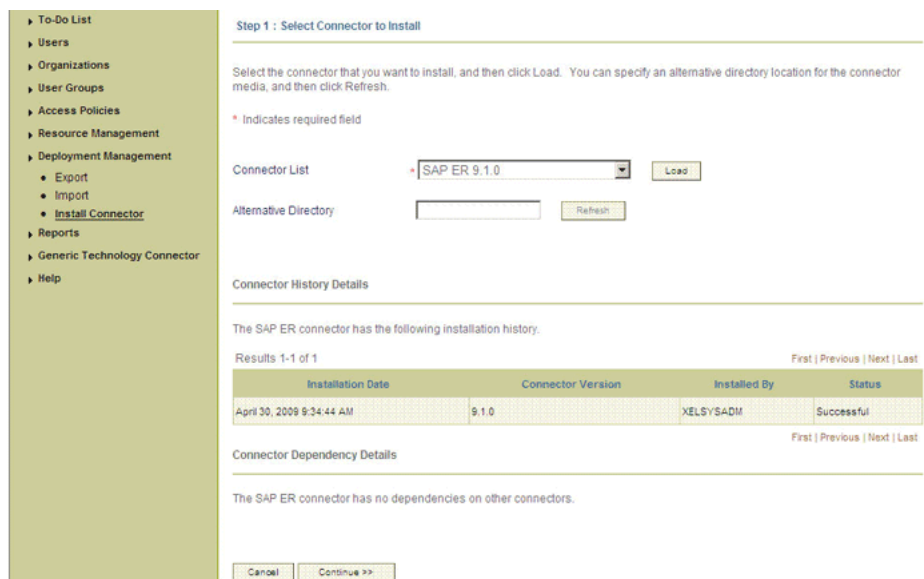 To-Do List
Users
Organizations
User Groups
Access Policies
Resource Management
Deployment Management
Export
Import
Install Connector
Reports
Generic Technology Connector
Help
Step 1 : Select Connector to Install
Select the connector that you want to install, and then click Load. You can specify an alternative directory location for the connector
media, and then click Refresh.
* Indicates required field
Connector List * SAP ER 9.1.0 Load
Alternative Directory Refresh
Connector History Details
The SAP ER connector has the following installation history.
Results 1-1 of 1 First | Previous | Next | Last
Installation Date Connector Version Installed By Status
April 30, 2009 9:34:44 AM 9.1.0 XELSYSADM Successful
First | Previous | Next | Last
Connector Dependency Details
The SAP ER connector has no dependencies on other connectors.
Cancel Continue >>